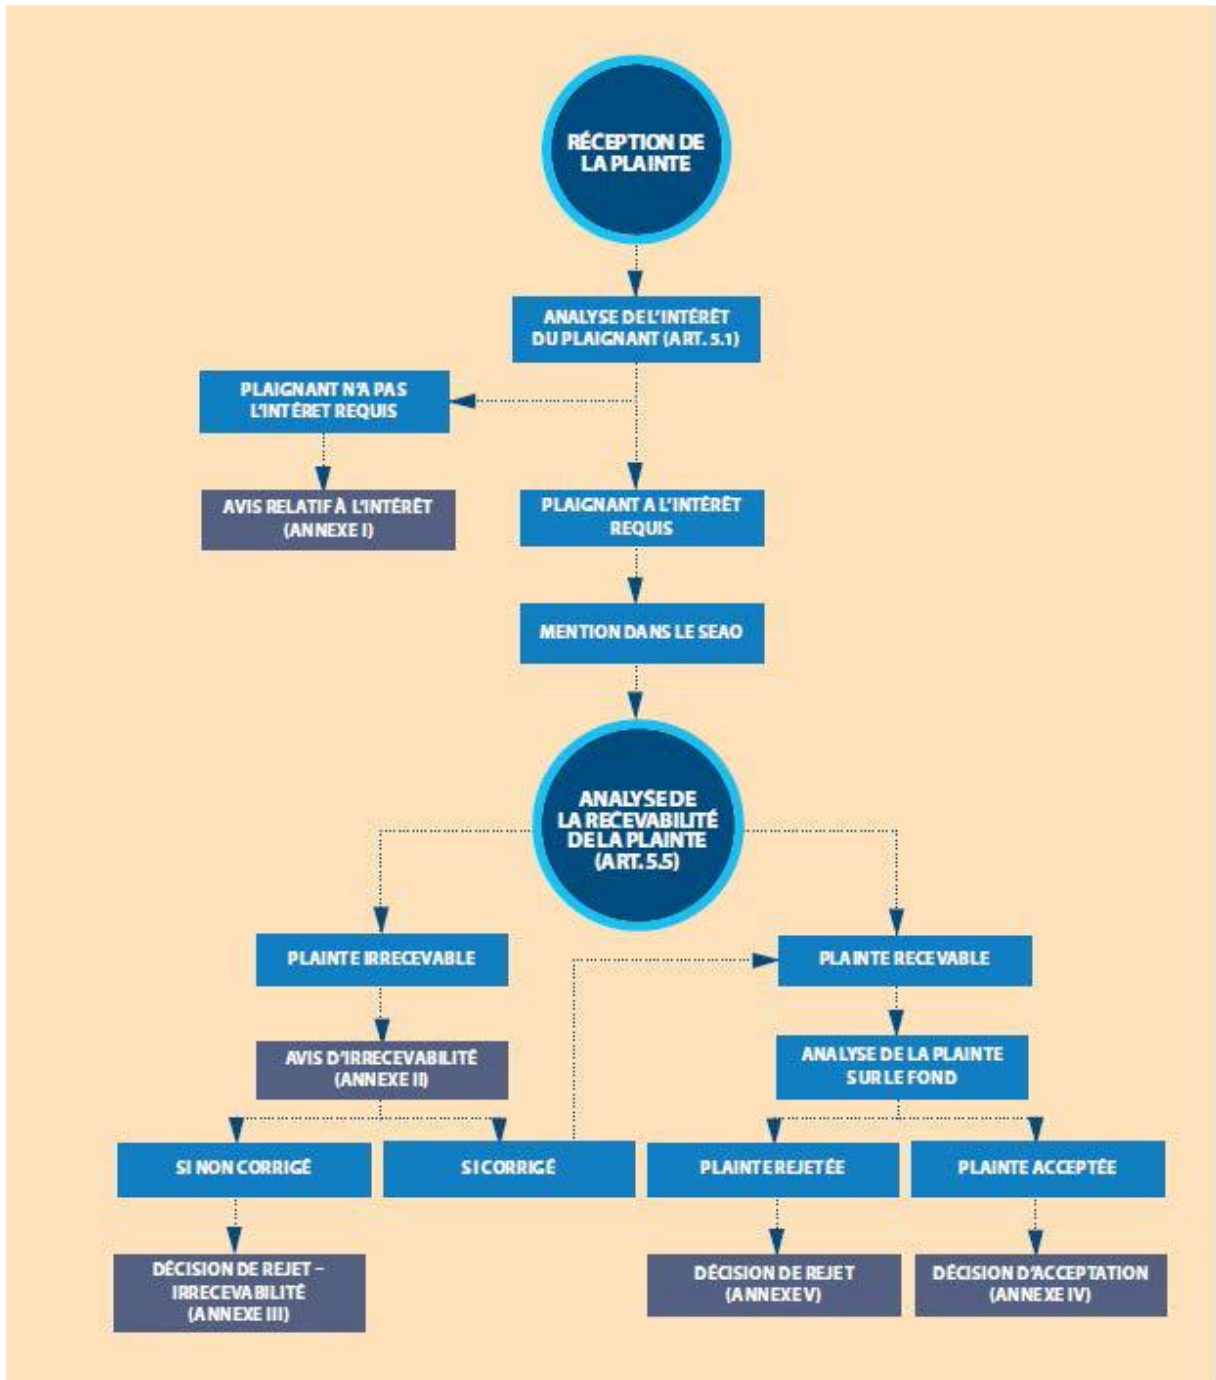 RÉCEPTION DE
LA PLAINTE
ANALYSE DE L'INTÉRÊT
DU PLAIGNANT (ART. 5.1)
PLAIGNANT N'A PAS
L'INTÉRET REQUIS
AVIS RELATIF À L'INTÉRÊT
(ANNEXE I)
PLAIGNANT A L'INTÉRÊT
REQUIS
MENTION DANS LE SEAO
ANALYSE DE
LA RECEVABILITÉ
DE LA PLAINTE
(ART. 5.5)
PLAINTE IRRECEVABLE
PLAINTE RECEVABLE
AVIS D'IRRECEVABILITÉ
(ANNEXE II)
ANALYSE DE LA PLAINTE
SUR LE FOND
SI NON CORRIGÉ
SI CORRIGÉ
PLAINTE REJETÉE
PLAINTE ACCEPTÉE
DÉCISION DE REJET –
IRRECEVABILITÉ
(ANNEXE III)
DÉCISION DE REJET
(ANNEXE V)
DÉCISION D'ACCEPTATION
(ANNEXE IV)